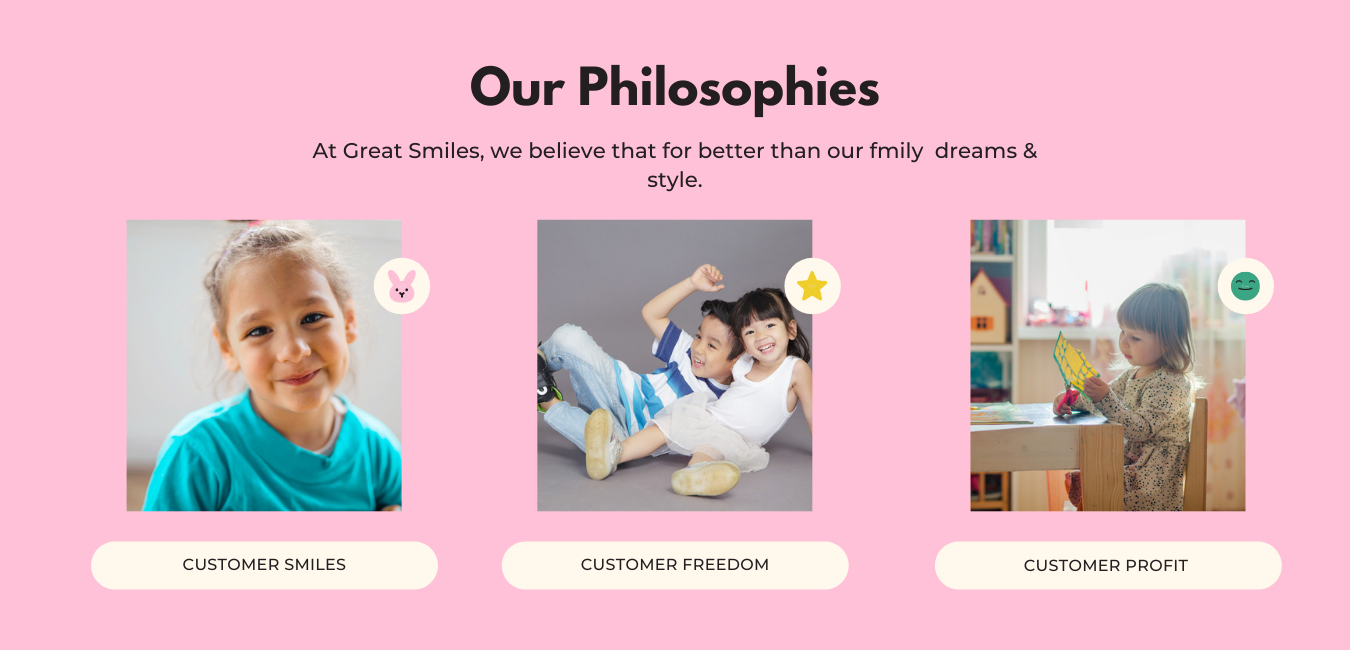 Our Philosophies
At Great Smiles, we believe that for better than our fmily  dreams &
style.
CUSTOMER SMILES
CUSTOMER FREEDOM
CUSTOMER PROFIT